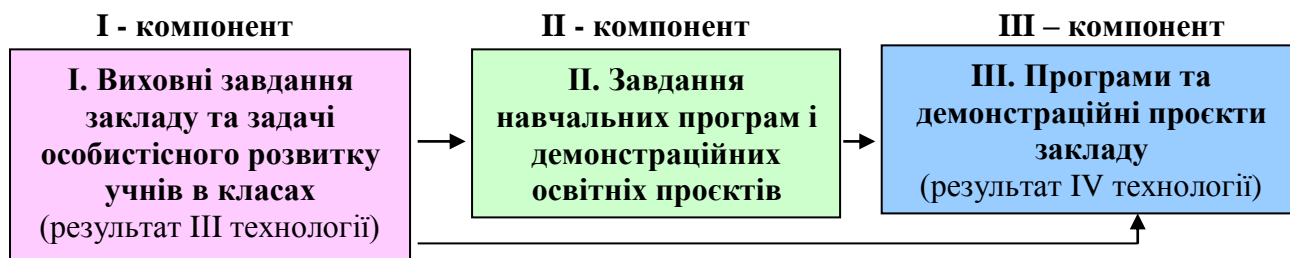 I - компонент
II - компонент
III – компонент
I. Виховні завдання
закладу та задачі
особистісного розвитку
учнів в класах
(результат III технології)
II. Завдання
навчальних програм і
демонстраційних
освітніх проєктів
III. Програми та
демонстраційні проєкти
закладу
(результат IV технології)